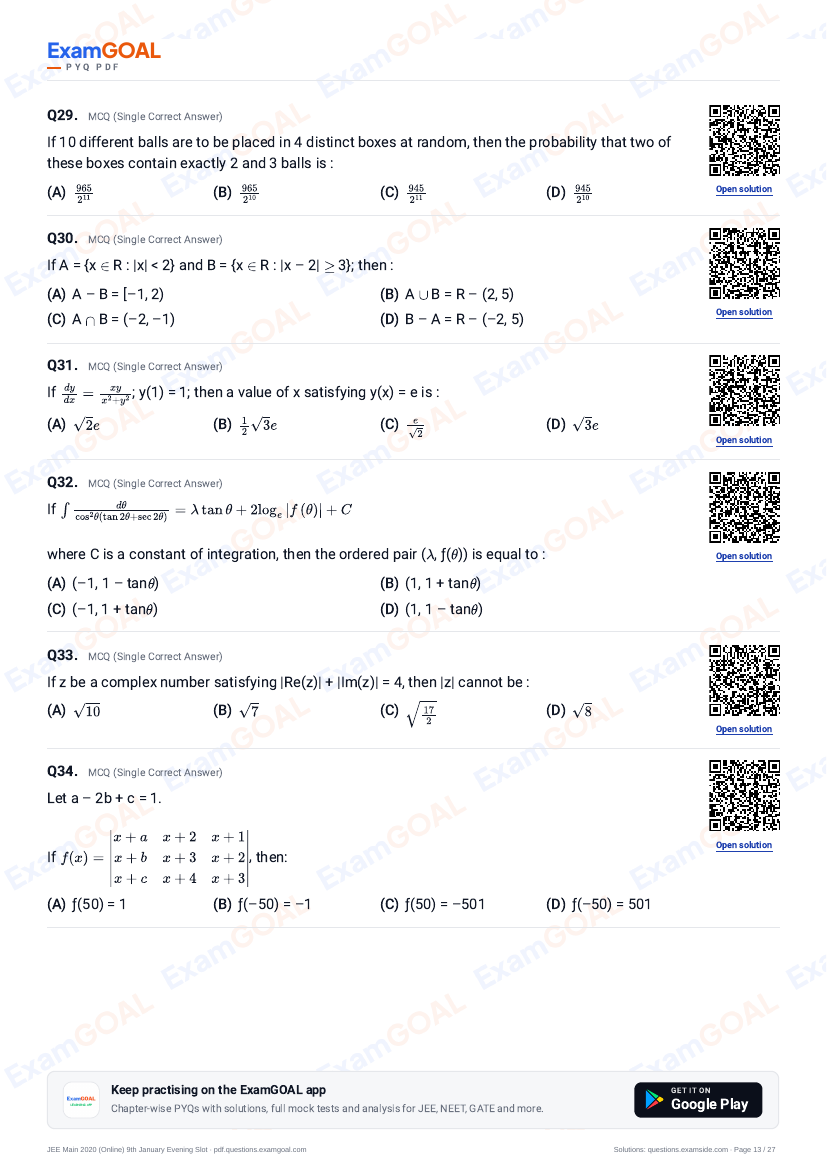 ExamGOAL
PYQ PDF
Q29. MCQ (Single Correct Answer)
If 10 different balls are to be placed in 4 distinct boxes at random, then the probability that two of
these boxes contain exactly 2 and 3 balls is :
(A) 965/2^11 (B) 965/2^10 (C) 945/2^11 (D) 945/2^10
Open solution
Q30. MCQ (Single Correct Answer)
If A = {x ∈ R : |x| < 2} and B = {x ∈ R : |x − 2| ≥ 3}; then :
(A) A − B = [−1, 2) (B) A ∪ B = R − (2, 5)
(C) A ∩ B = (−2, −1) (D) B − A = R − (−2, 5)
Open solution
Q31. MCQ (Single Correct Answer)
If dy/dx = xy/(x²+y²); y(1) = 1; then a value of x satisfying y(x) = e is :
(A) √2e (B) 1/2 √3e (C) e/√2 (D) √3e
Open solution
Q32. MCQ (Single Correct Answer)
If ∫ dθ/(cos²θ(tan 2θ+sec 2θ)) = λ tan θ + 2logₑ |f (θ)| + C
where C is a constant of integration, then the ordered pair (λ, ƒ(θ)) is equal to :
(A) (−1, 1 − tanθ) (B) (1, 1 + tanθ)
(C) (−1, 1 + tanθ) (D) (1, 1 − tanθ)
Open solution
Q33. MCQ (Single Correct Answer)
If z be a complex number satisfying |Re(z)| + |Im(z)| = 4, then |z| cannot be :
(A) √10 (B) √7 (C) √(17/2) (D) √8
Open solution
Q34. MCQ (Single Correct Answer)
Let a − 2b + c = 1.
If f(x) = |x + a x + 2 x + 1|
|x + b x + 3 x + 2|, then:
|x + c x + 4 x + 3|
(A) ƒ(50) = 1 (B) ƒ(−50) = −1 (C) ƒ(50) = −501 (D) ƒ(−50) = 501
Open solution
ExamGOAL
Keep practising on the ExamGOAL app
Chapter-wise PYQs with solutions, full mock tests and analysis for JEE, NEET, GATE and more.
GET IT ON
Google Play
JEE Main 2020 (Online) 9th January Evening Slot · pdf.questions.examgoal.com
Solutions: questions.examside.com · Page 13 / 27